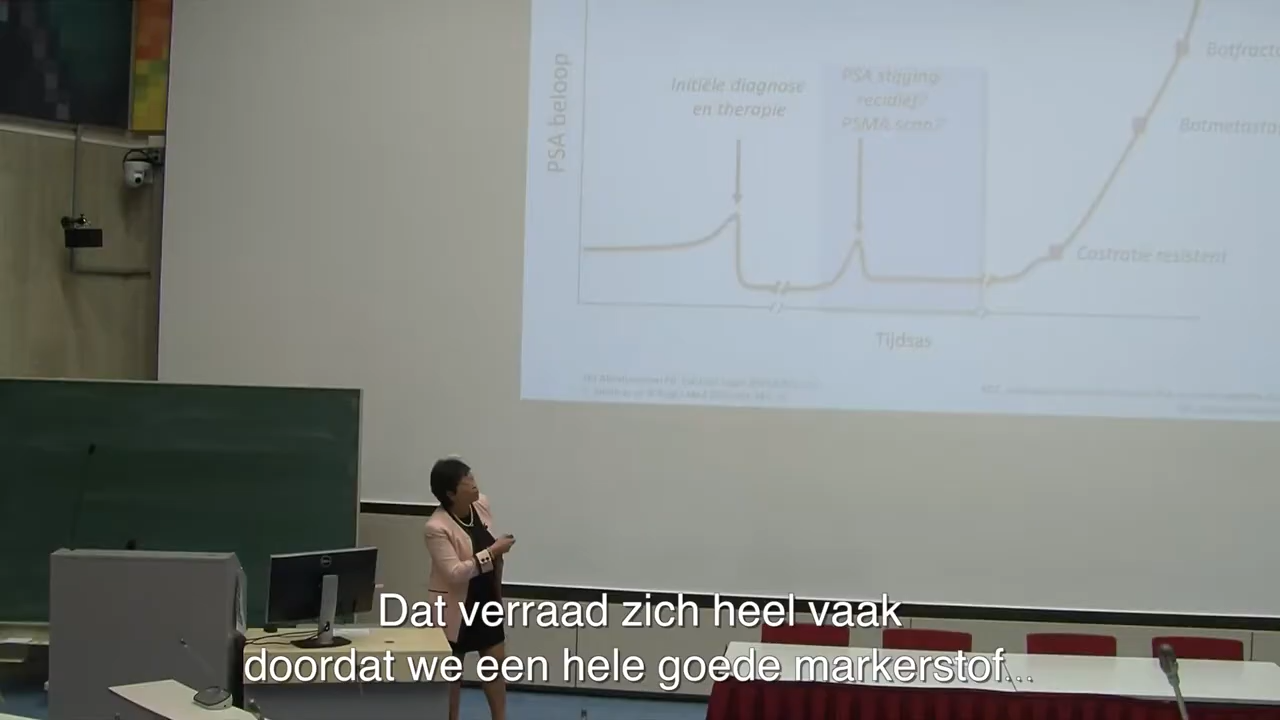 Botfract
Initiële diagnose
en therapie
PSA stijging
recidief?
PSMA scan?
PSA beloop
Botmetasta
Castratie resistent
Tijdsas
Dat verraad zich heel vaak
doordat we een hele goede markerstof...